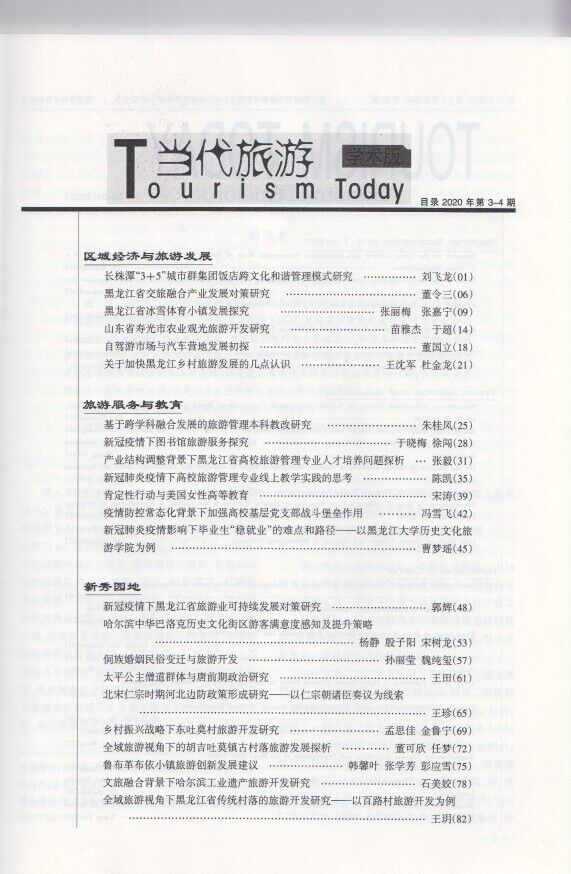 当代旅游 学术版
Tourism Today
目录 2020 年 第 3-4 期
区域经济与旅游发展
长株潭“3+5”城市群集团饭店跨文化和谐管理模式研究 ················ 刘飞龙(01)
黑龙江省交旅融合产业发展对策研究 ················ 董令三(06)
黑龙江省冰雪体育小镇发展探究 ················ 张丽梅 张嘉宁(09)
山东省寿光市农业观光旅游开发研究 ················ 苗雅杰 于超(14)
自驾游市场与汽车营地发展初探 ················ 董国立(18)
关于加快黑龙江乡村旅游发展的几点认识 ················ 王沈军 杜金龙(21)
旅游服务与教育
基于跨学科融合发展的旅游管理本科教改研究 ················ 朱桂凤(25)
新冠疫情下图书馆旅游服务探究 ················ 于晓梅 徐闯(28)
产业结构调整背景下黑龙江省高校旅游管理专业人才培养问题探析 ··· 张毅(31)
新冠肺炎疫情下高校旅游管理专业线上教学实践的思考 ················ 陈凯(35)
肯定性行动与美国女性高等教育 ················ 宋涛(39)
疫情防控常态化背景下加强高校基层党支部战斗堡垒作用 ················ 冯雪飞(42)
新冠肺炎疫情影响下毕业生“稳就业”的难点和路径——以黑龙江大学历史文化旅
游学院为例 ················ 曹梦瑶(45)
新秀园地
新冠疫情下黑龙江省旅游业可持续发展对策研究 ················ 郭辉(48)
哈尔滨中华巴洛克历史文化街区游客满意度感知及提升策略
················ 杨静 殷子阳 宋树龙(53)
侗族婚姻民俗变迁与旅游开发 ················ 孙丽莹 魏纯玺(57)
太平公主僧道群体与唐前期政治研究 ················ 王田(61)
北宋仁宗时期河北边防政策形成研究——以仁宗朝诸臣奏议为线索
················ 王珍(65)
乡村振兴战略下东吐莫村旅游开发研究 ················ 孟思佳 金鲁宁(69)
全域旅游视角下的胡吉吐莫镇古村落旅游发展探析 ················ 董可欣 任梦(72)
鲁布革布依小镇旅游创新发展建议 ················ 韩馨叶 张学芳 彭应雪(75)
文旅融合背景下哈尔滨工业遗产旅游开发研究 ················ 石美姣(78)
全域旅游视角下黑龙江省传统村落的旅游开发研究——以百路村旅游开发为例
················ 王玥(82)